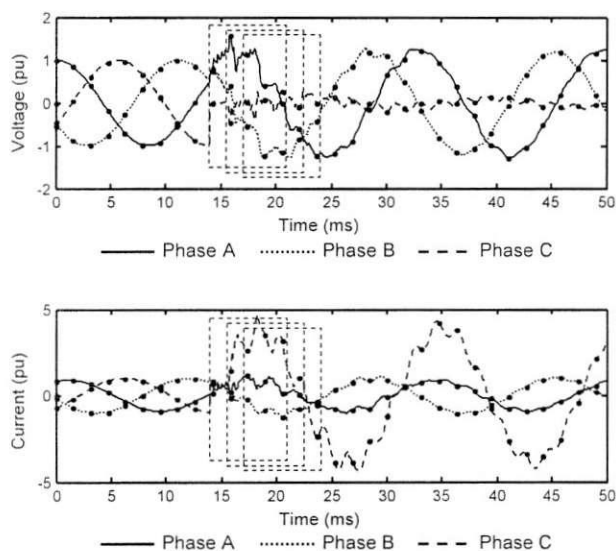 2
1
0
-1
-2
Voltage (pu)
0 5 10 15 20 25 30 35 40 45 50
Time (ms)
Phase A Phase B Phase C
5
0
-5
Current (pu)
0 5 10 15 20 25 30 35 40 45 50
Time (ms)
Phase A Phase B Phase C